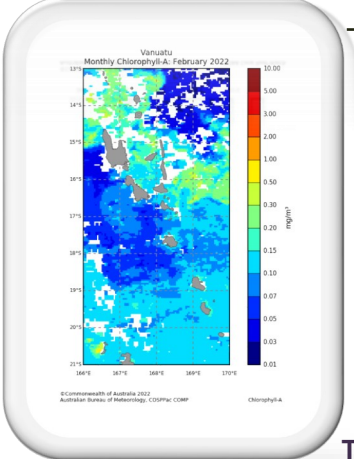 Vanuatu
Monthly Chlorophyll-A: February 2022
13°S
14°S
15°S
16°S
17°S
18°S
19°S
20°S
21°S
166°E 167°E 168°E 169°E 170°E
10.00
5.00
3.00
2.00
1.00
0.50
0.30
0.20
0.15
0.10
0.07
0.05
0.03
0.01
mg/m³
©Commonwealth of Australia 2022
Australian Bureau of Meteorology, COSPPac COMP
Chlorophyll-A
T